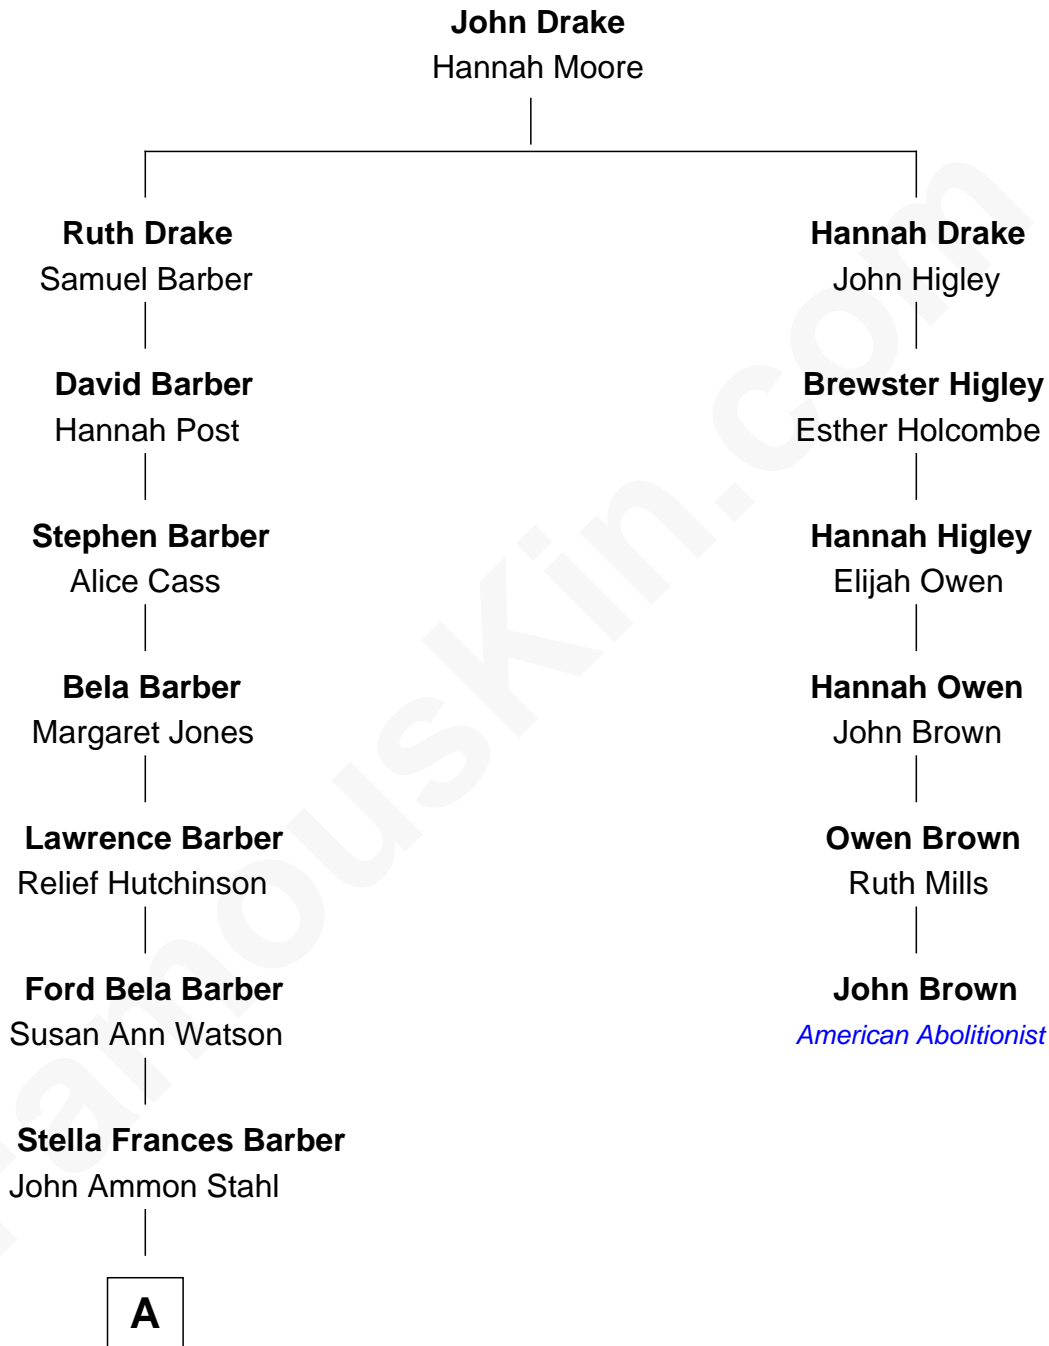 John Drake
Hannah Moore
Ruth Drake
Samuel Barber
Hannah Drake
John Higley
David Barber
Hannah Post
Brewster Higley
Esther Holcombe
Stephen Barber
Alice Cass
Hannah Higley
Elijah Owen
Bela Barber
Margaret Jones
Hannah Owen
John Brown
Lawrence Barber
Relief Hutchinson
Owen Brown
Ruth Mills
Ford Bela Barber
Susan Ann Watson
John Brown
American Abolitionist
Stella Frances Barber
John Ammon Stahl
A
FamousKin.com